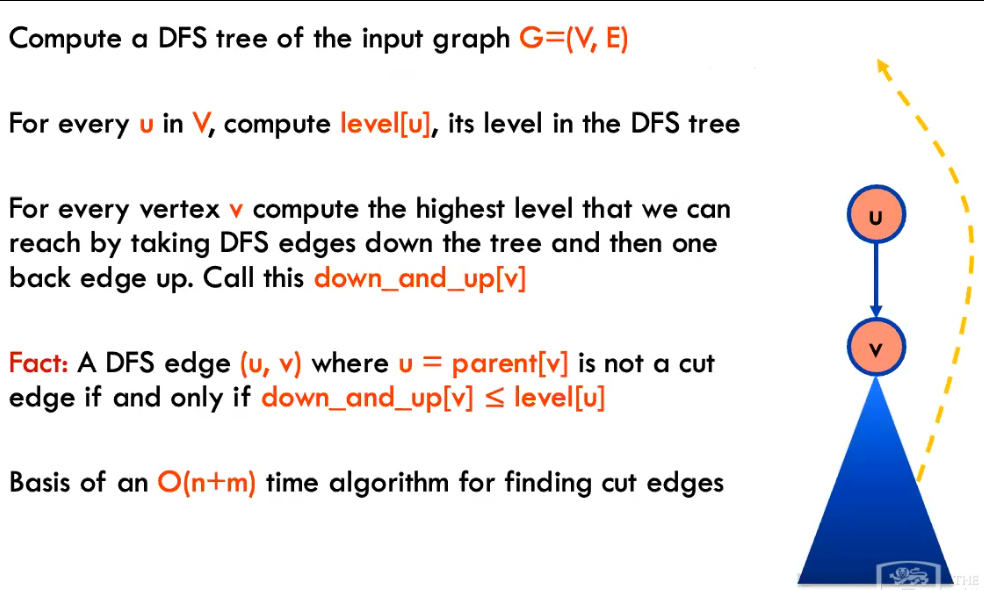 Compute a DFS tree of the input graph G=(V, E)
For every u in V, compute level[u], its level in the DFS tree
For every vertex v compute the highest level that we can
reach by taking DFS edges down the tree and then one
back edge up. Call this down_and_up[v]
u
v
Fact: A DFS edge (u, v) where u = parent[v] is not a cut
edge if and only if down_and_up[v] ≤ level[u]
Basis of an O(n+m) time algorithm for finding cut edges
THE